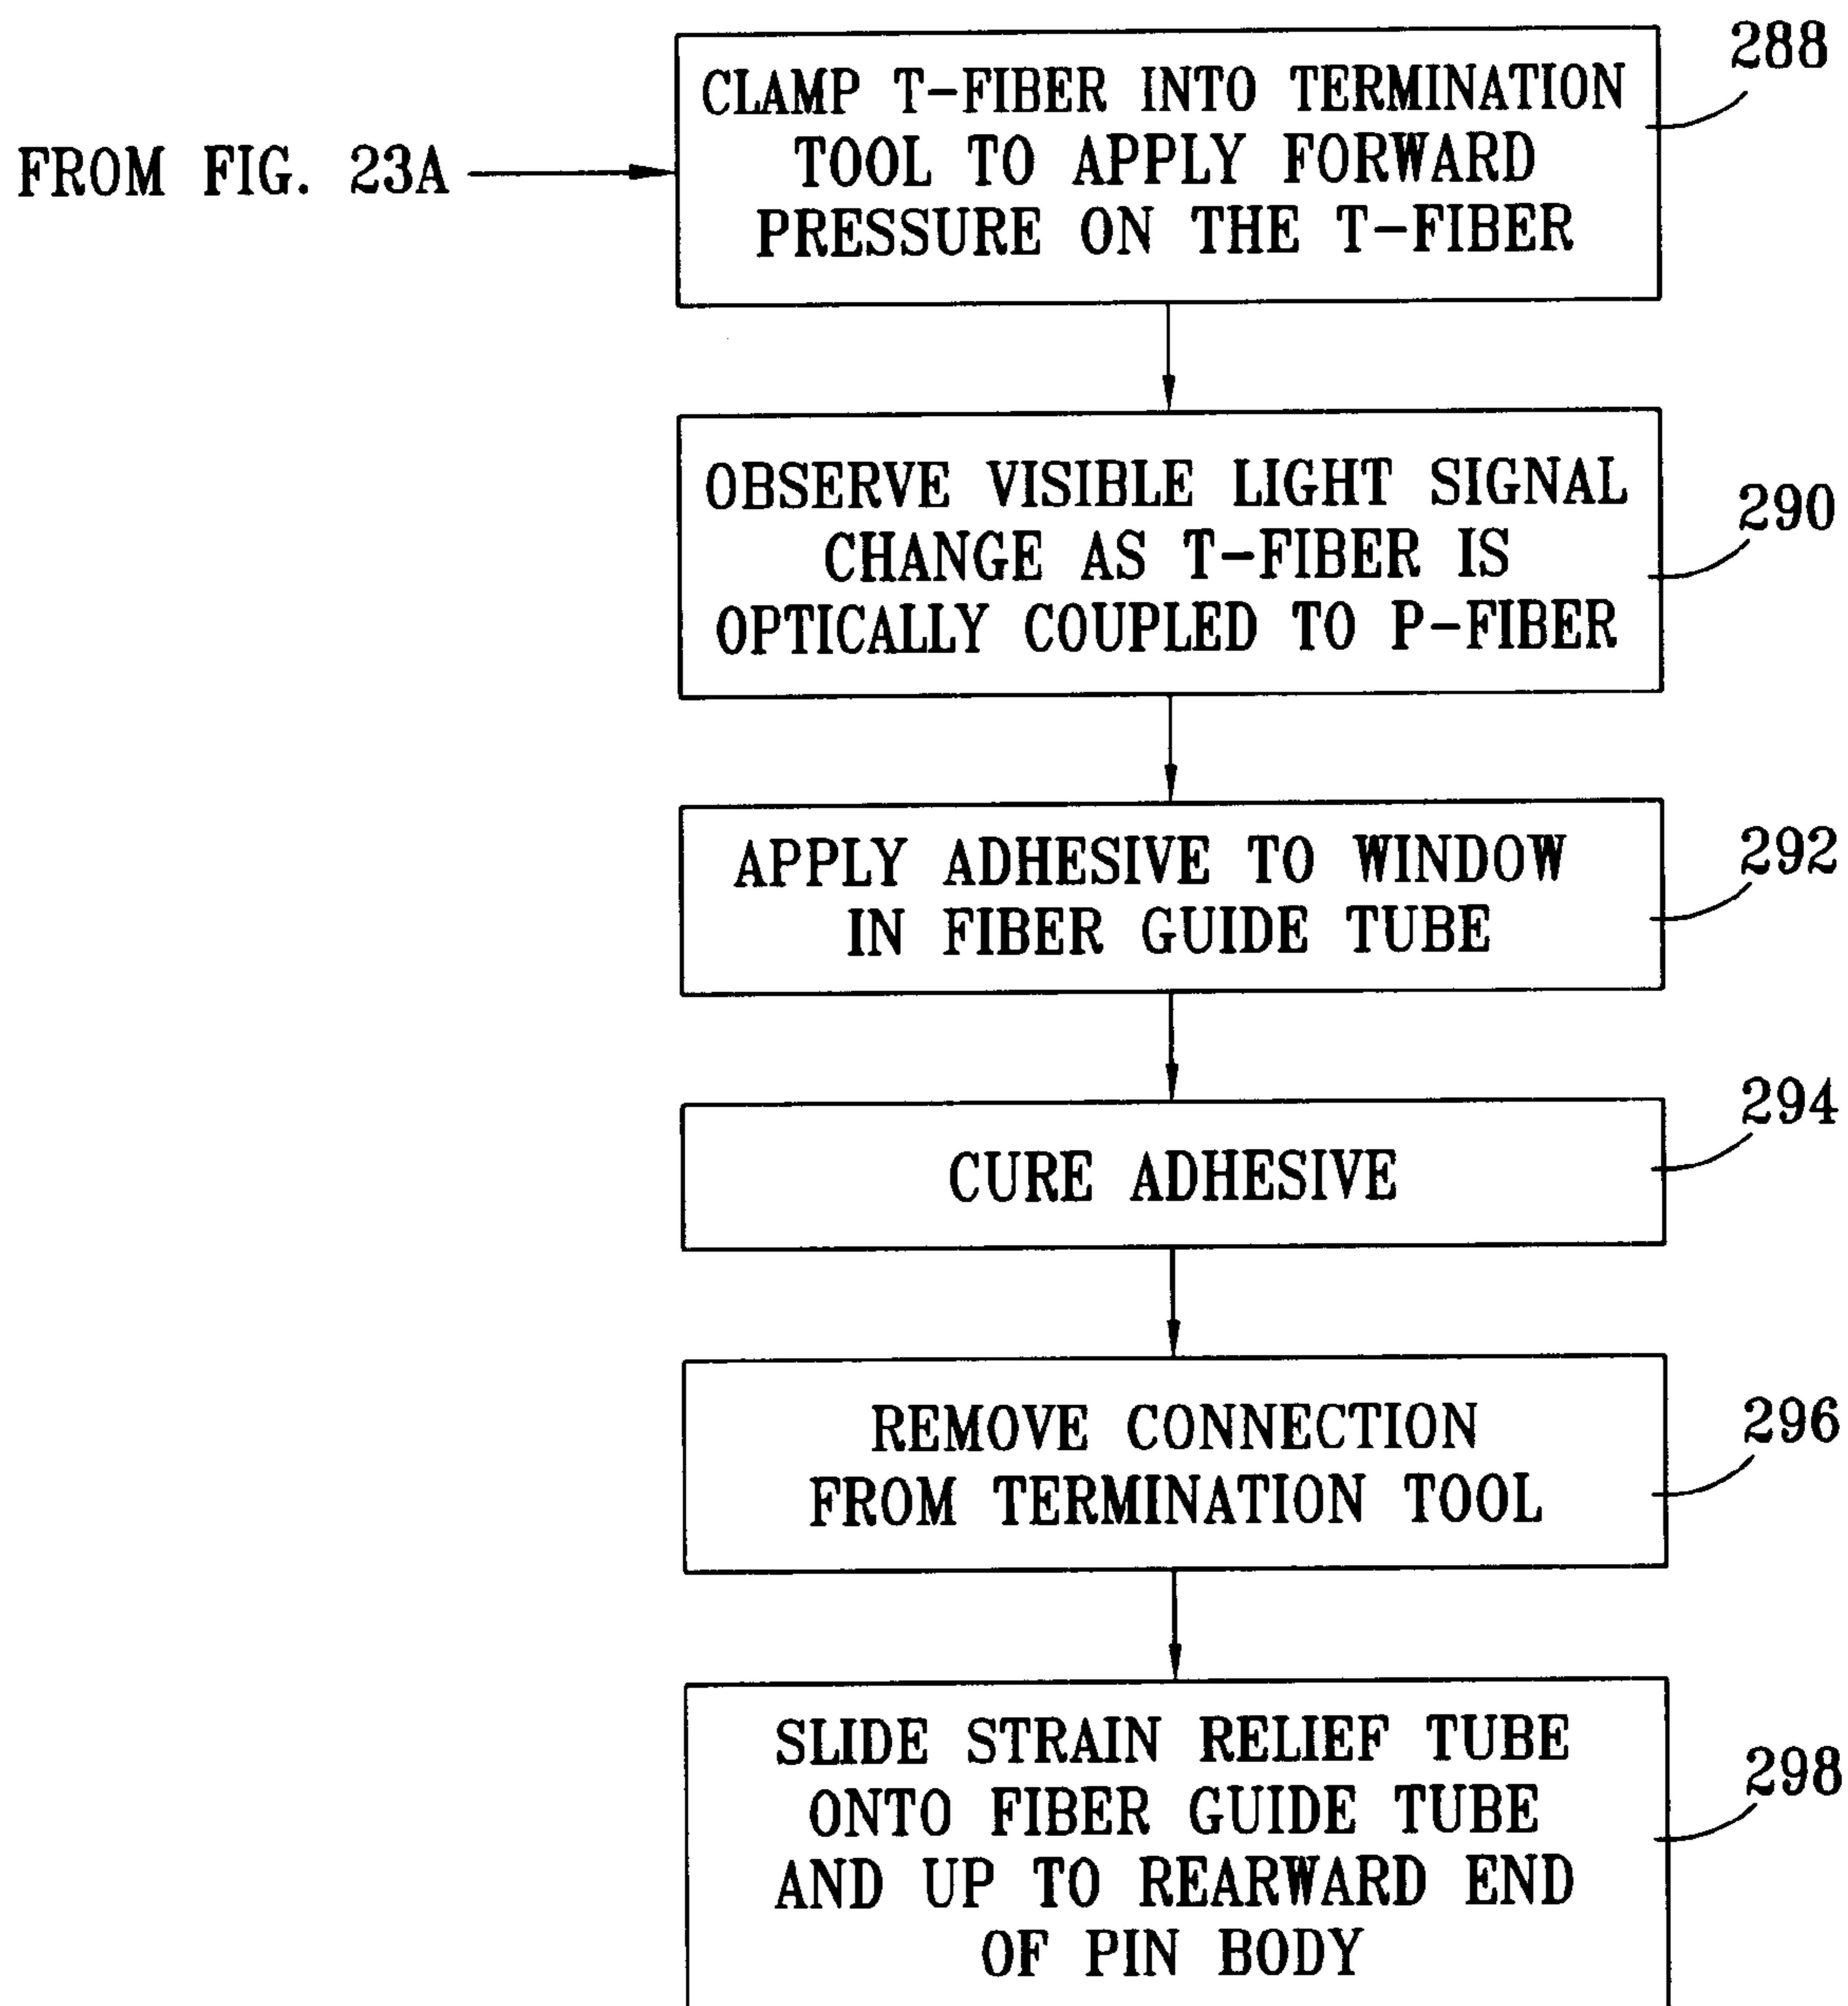 288
CLAMP T-FIBER INTO TERMINATION
TOOL TO APPLY FORWARD
PRESSURE ON THE T-FIBER
FROM FIG. 23A
OBSERVE VISIBLE LIGHT SIGNAL
CHANGE AS T-FIBER IS
OPTICALLY COUPLED TO P-FIBER
290
APPLY ADHESIVE TO WINDOW
IN FIBER GUIDE TUBE
292
CURE ADHESIVE
294
REMOVE CONNECTION
FROM TERMINATION TOOL
296
SLIDE STRAIN RELIEF TUBE
ONTO FIBER GUIDE TUBE
AND UP TO REARWARD END
OF PIN BODY
298